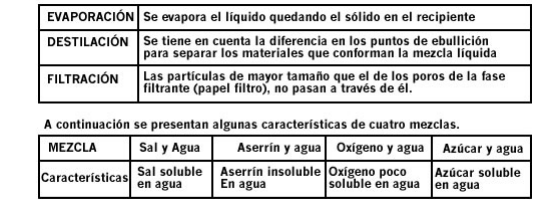 EVAPORACIÓN Se evapora el líquido quedando el sólido en el recipiente
DESTILACIÓN Se tiene en cuenta la diferencia en los puntos de ebullición
para separar los materiales que conforman la mezcla líquida
FILTRACIÓN Las partículas de mayor tamaño que el de los poros de la fase
filtrante (papel filtro), no pasan a través de él.
A continuación se presentan algunas características de cuatro mezclas.
MEZCLA Sal y Agua Aserrín y agua Oxígeno y agua Azúcar y agua
Características Sal soluble Aserrín insoluble Oxígeno poco Azúcar soluble
en agua En agua soluble en agua en agua